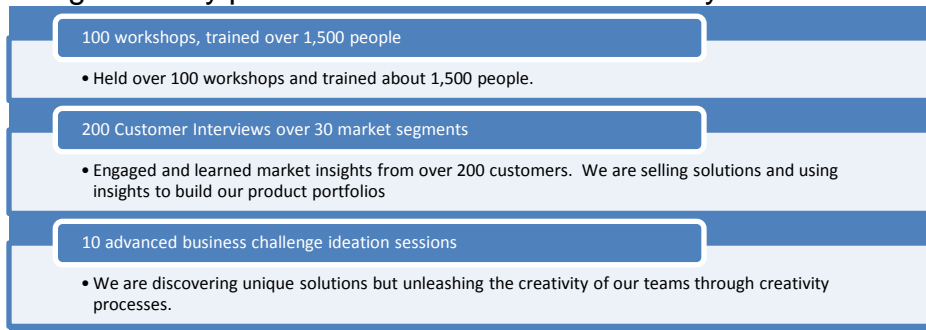 100 workshops, trained over 1,500 people
• Held over 100 workshops and trained about 1,500 people.
200 Customer Interviews over 30 market segments
• Engaged and learned market insights from over 200 customers.  We are selling solutions and using
insights to build our product portfolios
10 advanced business challenge ideation sessions
• We are discovering unique solutions but unleashing the creativity of our teams through creativity
processes.